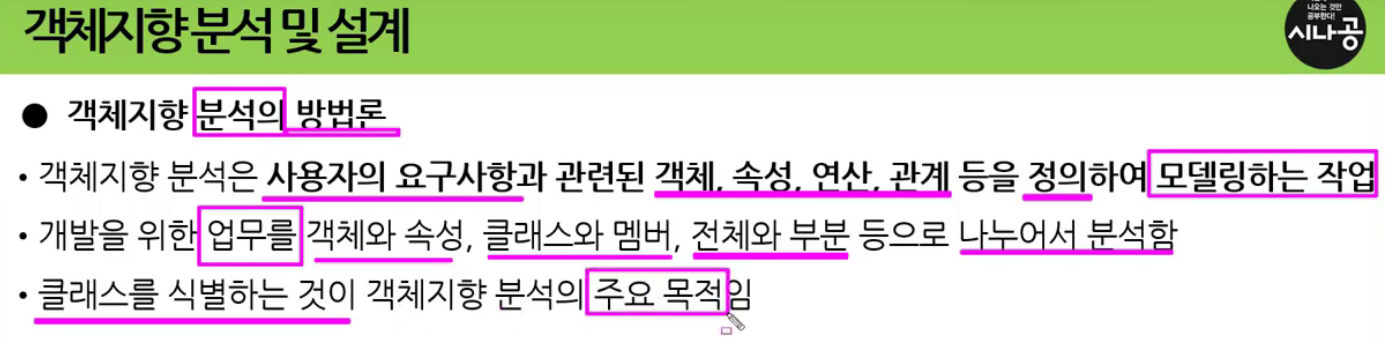 객체지향 분석 및 설계
나오는 것만
공부한다!
시나공
● 객체지향 분석의 방법론
• 객체지향 분석은 사용자의 요구사항과 관련된 객체, 속성, 연산, 관계 등을 정의하여 모델링하는 작업
• 개발을 위한 업무를 객체와 속성, 클래스와 멤버, 전체와 부분 등으로 나누어서 분석함
• 클래스를 식별하는 것이 객체지향 분석의 주요 목적임